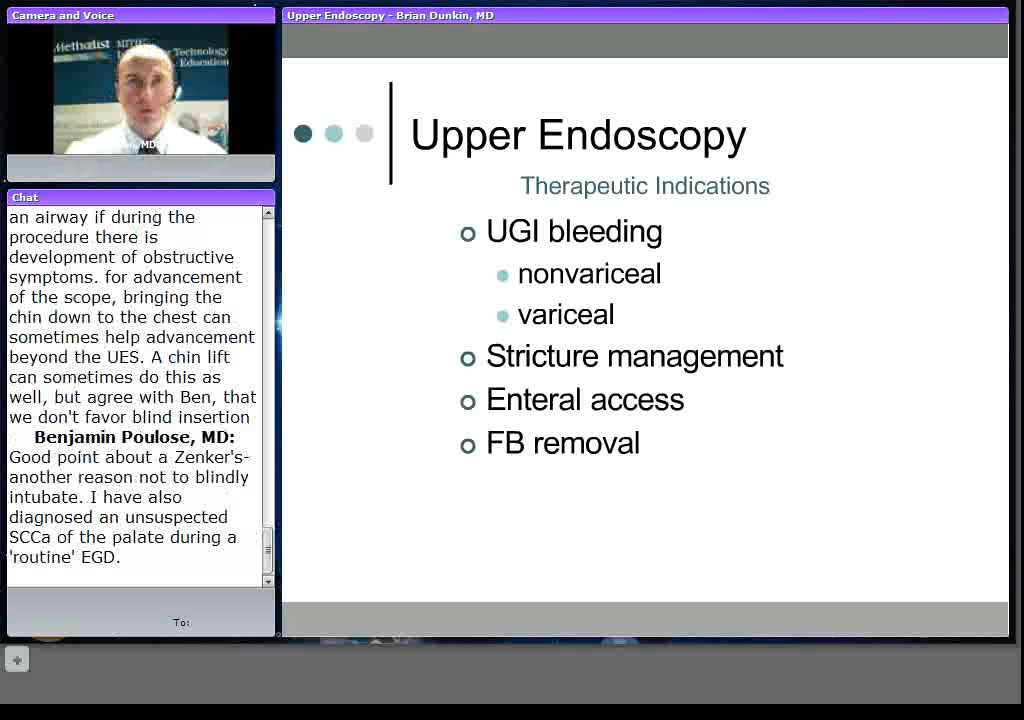 Camera and Voice
Methodist
Technology
Education
MD
Chat
an airway if during the
procedure there is
development of obstructive
symptoms. for advancement
of the scope, bringing the
chin down to the chest can
sometimes help advancement
beyond the UES. A chin lift
can sometimes do this as
well, but agree with Ben, that
we don't favor blind insertion
Benjamin Poulose, MD:
Good point about a Zenker's-
another reason not to blindly
intubate. I have also
diagnosed an unsuspected
SCCa of the palate during a
'routine' EGD.
To:
Upper Endoscopy - Brian Dunkin, MD
Upper Endoscopy
Therapeutic Indications
UGI bleeding
nonvariceal
variceal
Stricture management
Enteral access
FB removal